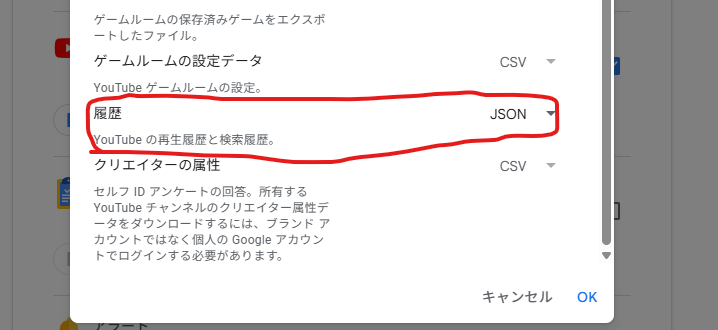 ゲームルームの保存済みゲームをエクスポ
ートしたファイル。
ゲームルームの設定データ
CSV
YouTube ゲームルームの設定。
履歴
JSON
YouTube の再生履歴と検索履歴。
クリエイターの属性
CSV
セルフ ID アンケートの回答。所有する
YouTube チャンネルのクリエイター属性デ
ータをダウンロードするには、ブランド ア
カウントではなく個人の Google アカウン
トでログインする必要があります。
キャンセル
OK
アラート